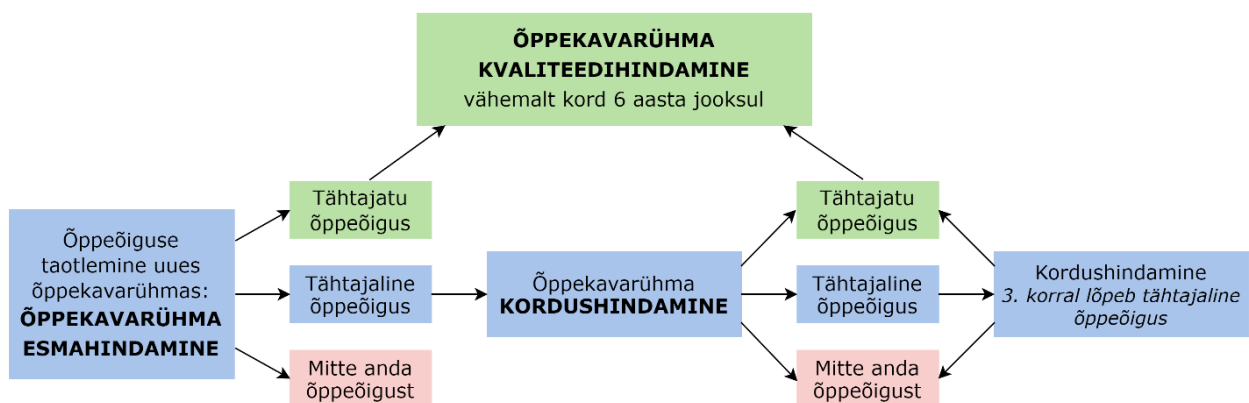 ÕPPEKAVARÜHMA
KVALITEEDIHINDAMINE
vähemalt kord 6 aasta jooksul
Õppeõiguse
taotlemine uues
õppekavarühmas:
ÕPPEKAVARÜHMA
ESMAHINDAMINE
Tähtajatu
õppeõigus
Tähtajaline
õppeõigus
Mitte anda
õppeõigust
Õppekavarühma
KORDUSHINDAMINE
Tähtajatu
õppeõigus
Tähtajaline
õppeõigus
Mitte anda
õppeõigust
Kordushindamine
3. korral lõpeb tähtajaline
õppeõigus